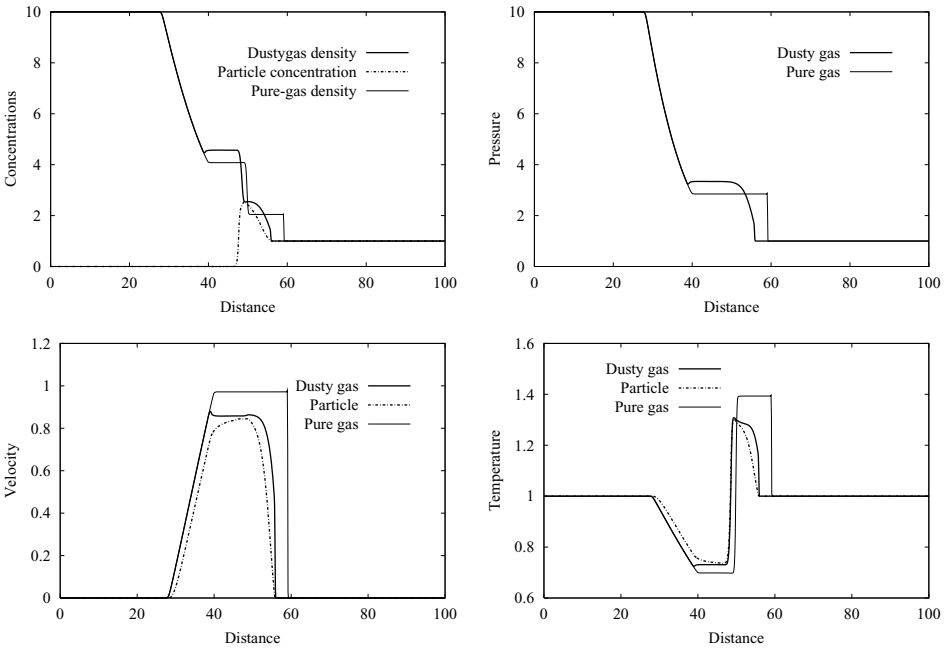 10
8
6
4
2
0
0 20 40 60 80 100
Concentrations
Distance
Dustygas density
Particle concentration
Pure-gas density
10
8
6
4
2
0
0 20 40 60 80 100
Pressure
Distance
Dusty gas
Pure gas
1.2
1
0.8
0.6
0.4
0.2
0
0 20 40 60 80 100
Velocity
Distance
Dusty gas
Particle
Pure gas
1.6
1.4
1.2
1
0.8
0.6
0 20 40 60 80 100
Temperature
Distance
Dusty gas
Particle
Pure gas